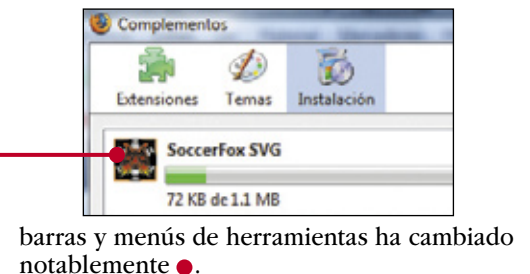 Complementos
Extensiones Temas Instalación
SoccerFox SVG
72 KB de 1.1 MB
barras y menús de herramientas ha cambiado
notablemente
.